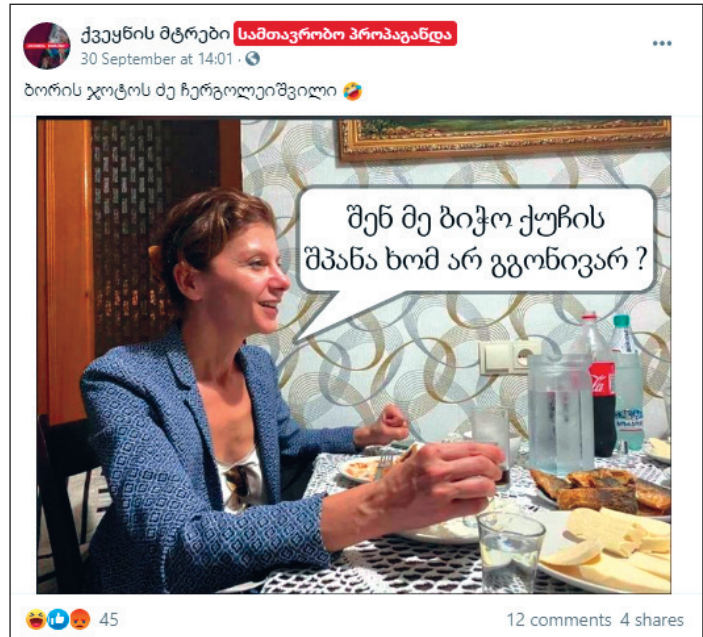 ქვეყნის მტრები სამთავრობო პროპაგანდა
30 September at 14:01
ბორის ჯოტოს ძე ჩერგოლეიშვილი
შენ მე ბიჭო ქუჩის
შპანა ხომ არ გგონივარ ?
45
12 comments 4 shares